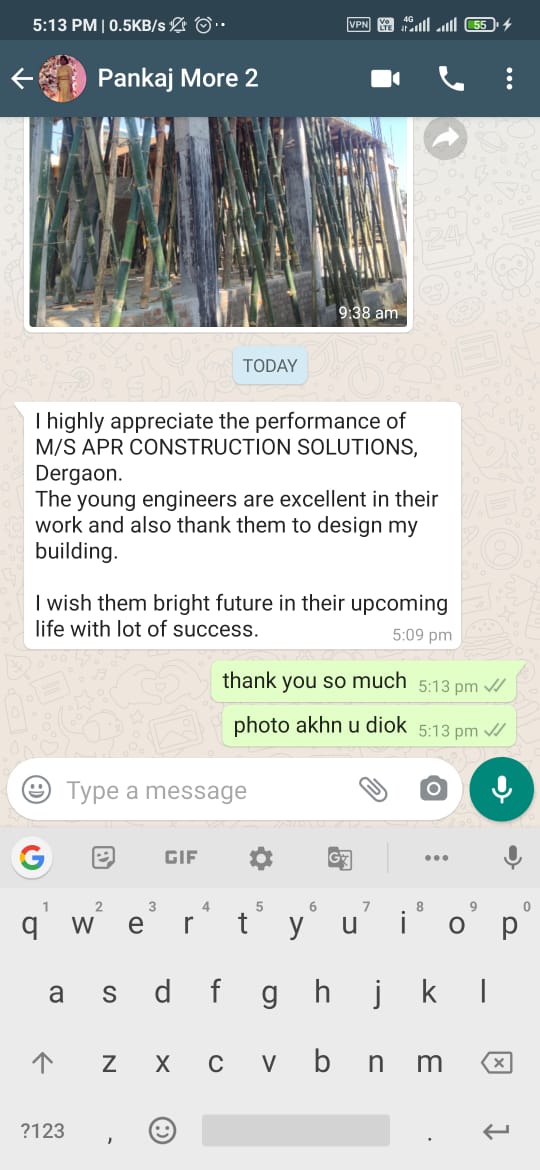 5:13 PM | 0.5KB/s ..
VPN VoLTE 4G 55
Pankaj More 2
24
9:38 am
TODAY
I highly appreciate the performance of
M/S APR CONSTRUCTION SOLUTIONS,
Dergaon.
The young engineers are excellent in their
work and also thank them to design my
building.
I wish them bright future in their upcoming
life with lot of success.
5:09 pm
thank you so much 5:13 pm
photo akhn u diok 5:13 pm
Type a message
G GIF G文 ...
1 2 3 4 5 6 7 8 9 0
q w e r t y u i o p
a s d f g h j k l
z x c v b n m
?123 , .